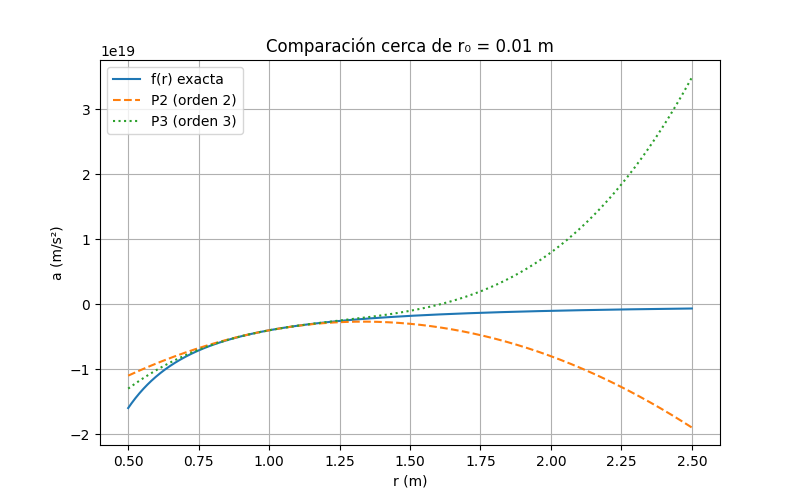 Comparación cerca de r₀ = 0.01 m
1e19
f(r) exacta
P2 (orden 2)
P3 (orden 3)
3
2
1
0
−1
−2
a (m/s²)
0.50 0.75 1.00 1.25 1.50 1.75 2.00 2.25 2.50
r (m)